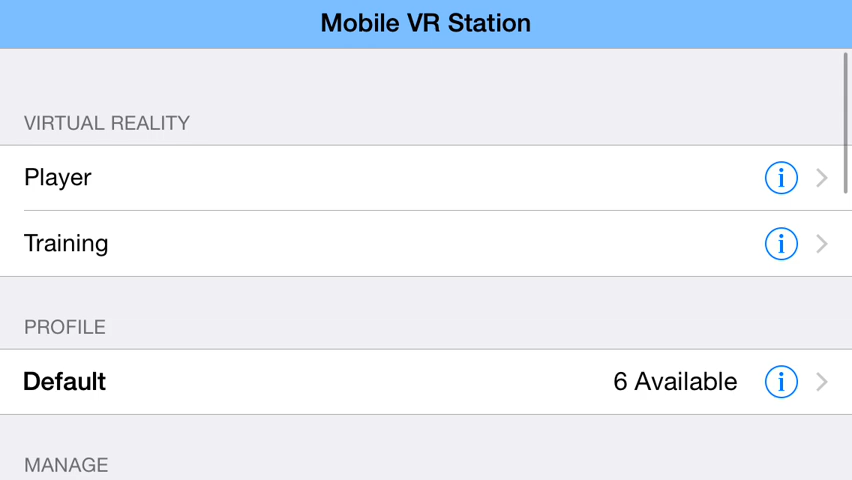 Mobile VR Station
VIRTUAL REALITY
Player
Training
PROFILE
Default 6 Available
MANAGE